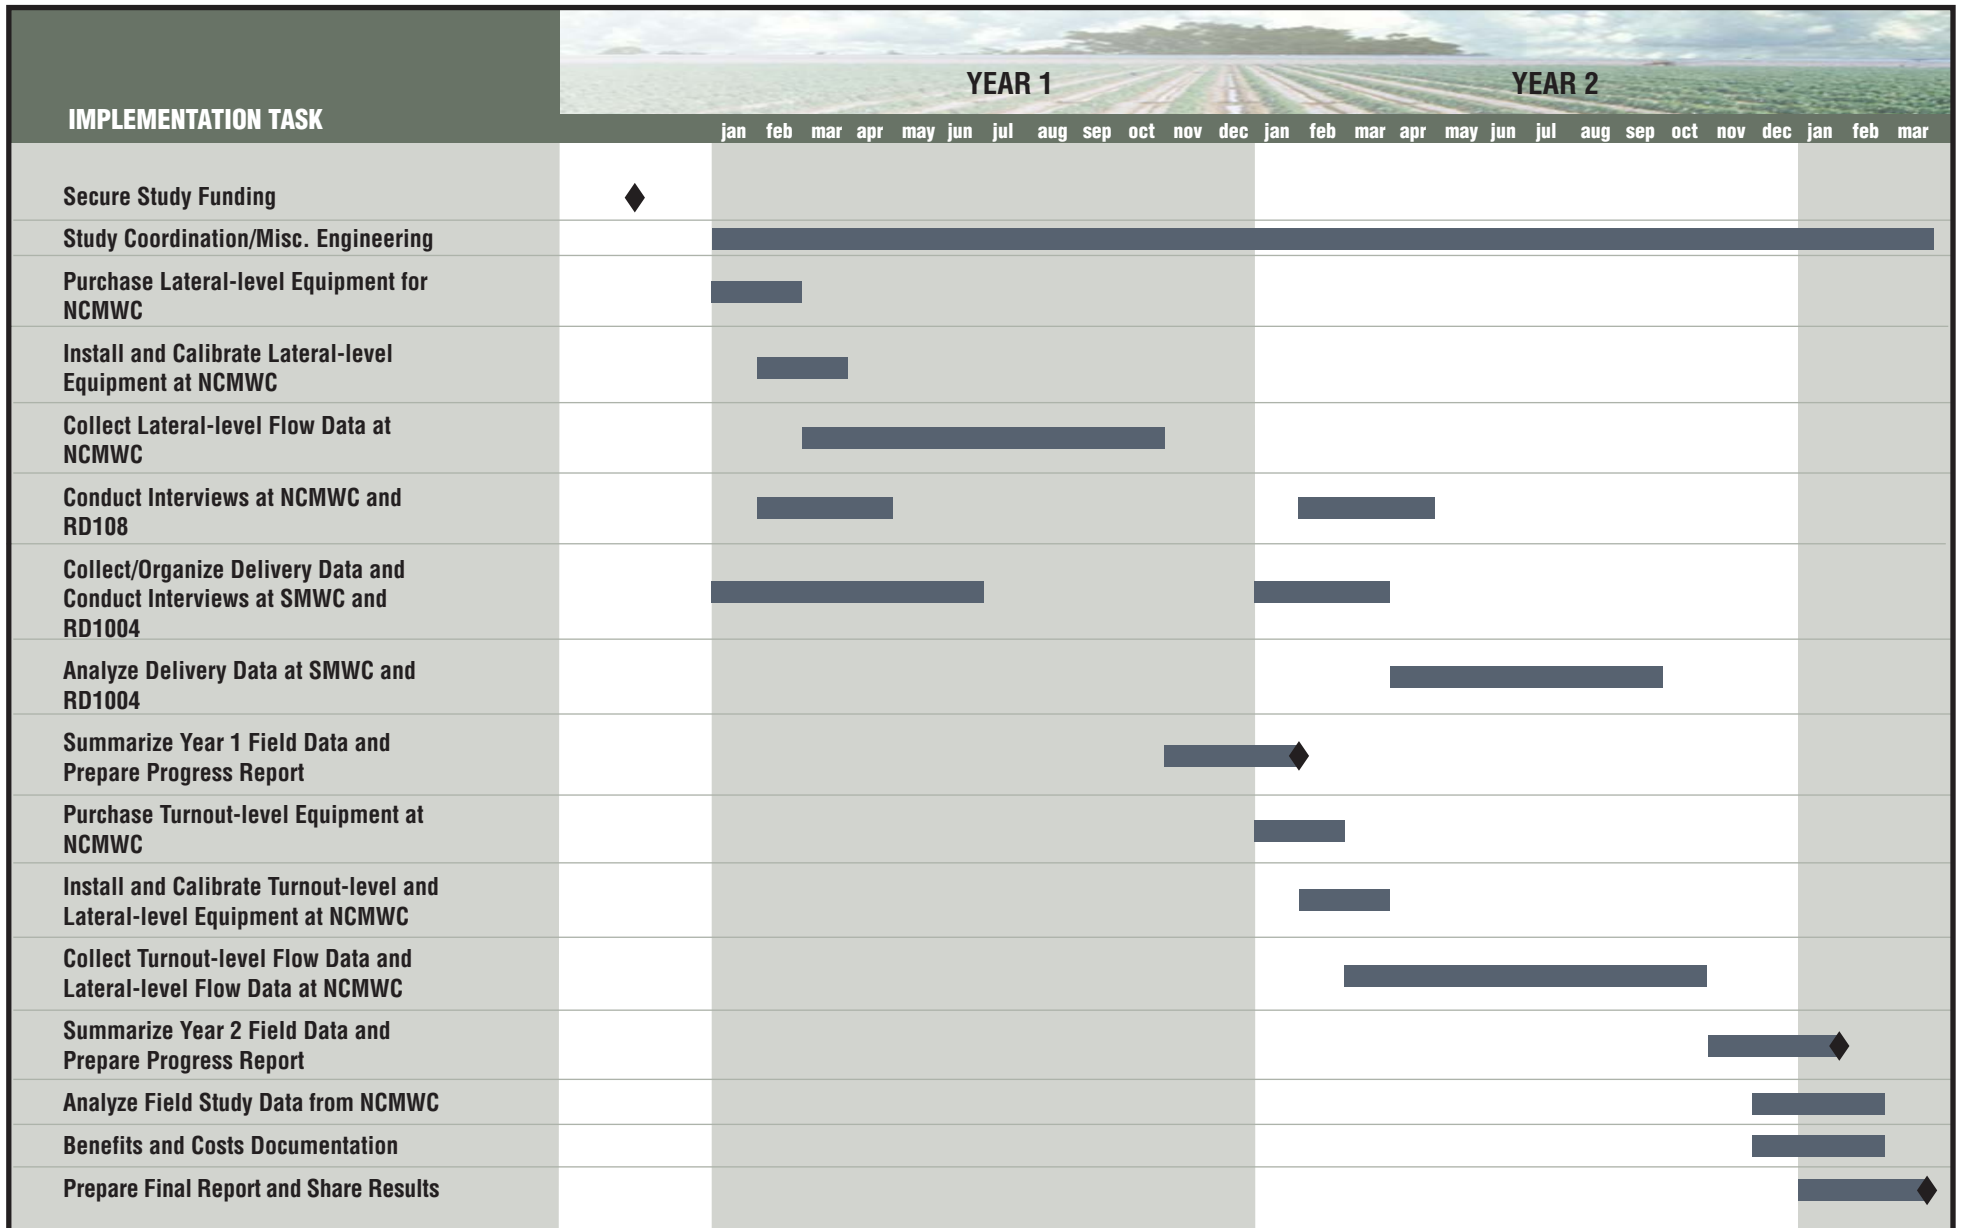 YEAR 1 YEAR 2
IMPLEMENTATION TASK
jan feb mar apr may jun jul aug sep oct nov dec jan feb mar apr may jun jul aug sep oct nov dec jan feb mar
Secure Study Funding
Study Coordination/Misc. Engineering
Purchase Lateral-level Equipment for
NCMWC
Install and Calibrate Lateral-level
Equipment at NCMWC
Collect Lateral-level Flow Data at
NCMWC
Conduct Interviews at NCMWC and
RD108
Collect/Organize Delivery Data and
Conduct Interviews at SMWC and
RD1004
Analyze Delivery Data at SMWC and
RD1004
Summarize Year 1 Field Data and
Prepare Progress Report
Purchase Turnout-level Equipment at
NCMWC
Install and Calibrate Turnout-level and
Lateral-level Equipment at NCMWC
Collect Turnout-level Flow Data and
Lateral-level Flow Data at NCMWC
Summarize Year 2 Field Data and
Prepare Progress Report
Analyze Field Study Data from NCMWC
Benefits and Costs Documentation
Prepare Final Report and Share Results